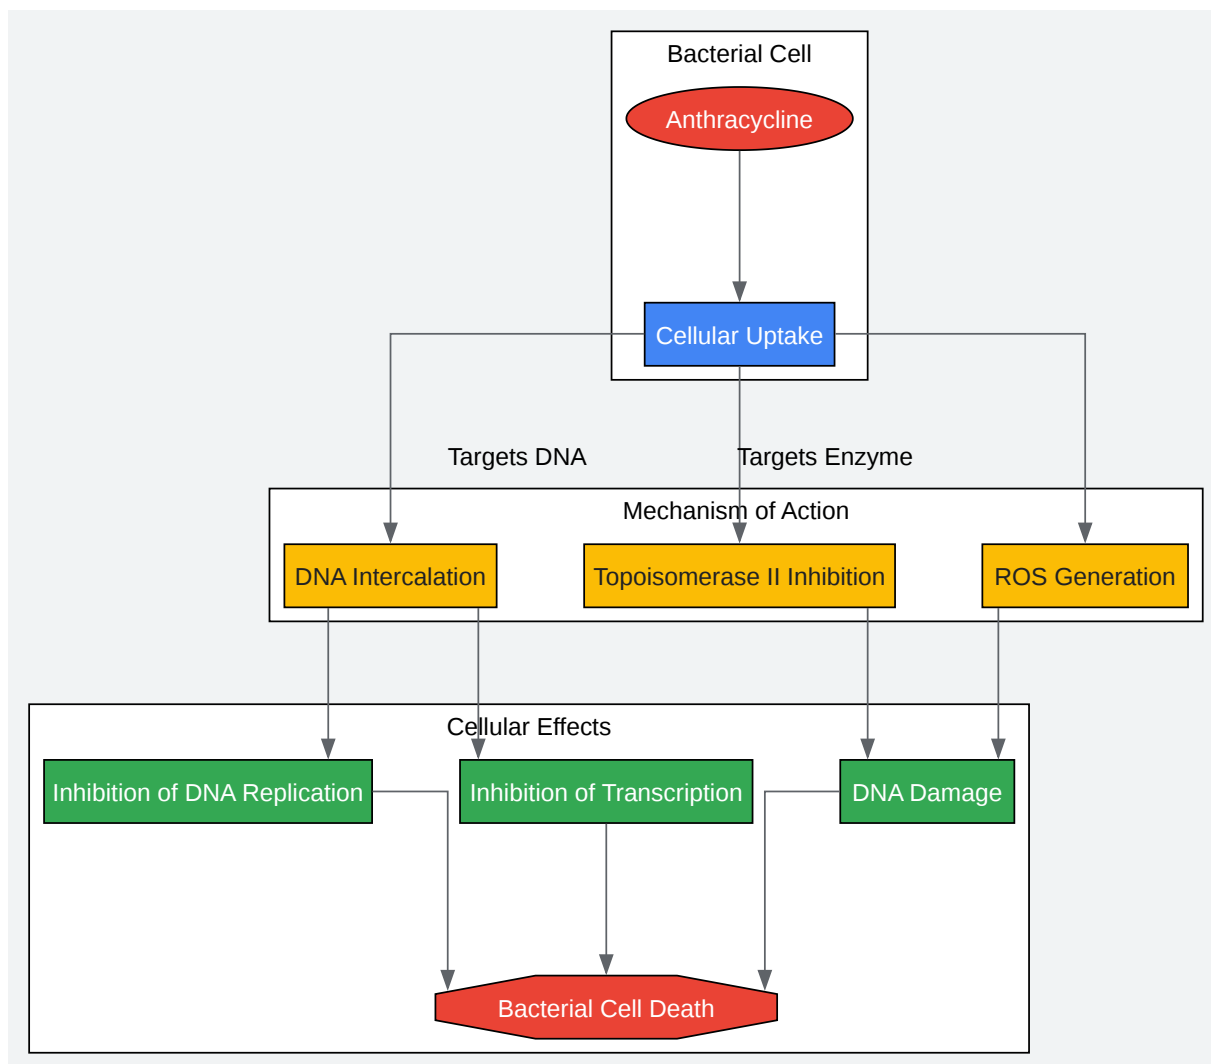 Bacterial Cell
Anthracycline
Cellular Uptake
Targets DNA
Targets Enzyme
Mechanism of Action
DNA Intercalation
Topoisomerase II Inhibition
ROS Generation
Cellular Effects
Inhibition of DNA Replication
Inhibition of Transcription
DNA Damage
Bacterial Cell Death